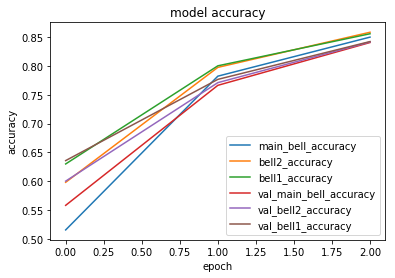 model accuracy
accuracy
0.85
0.80
0.75
0.70
0.65
0.60
0.55
0.50
main_bell_accuracy
bell2_accuracy
bell1_accuracy
val_main_bell_accuracy
val_bell2_accuracy
val_bell1_accuracy
0.00 0.25 0.50 0.75 1.00 1.25 1.50 1.75 2.00
epoch